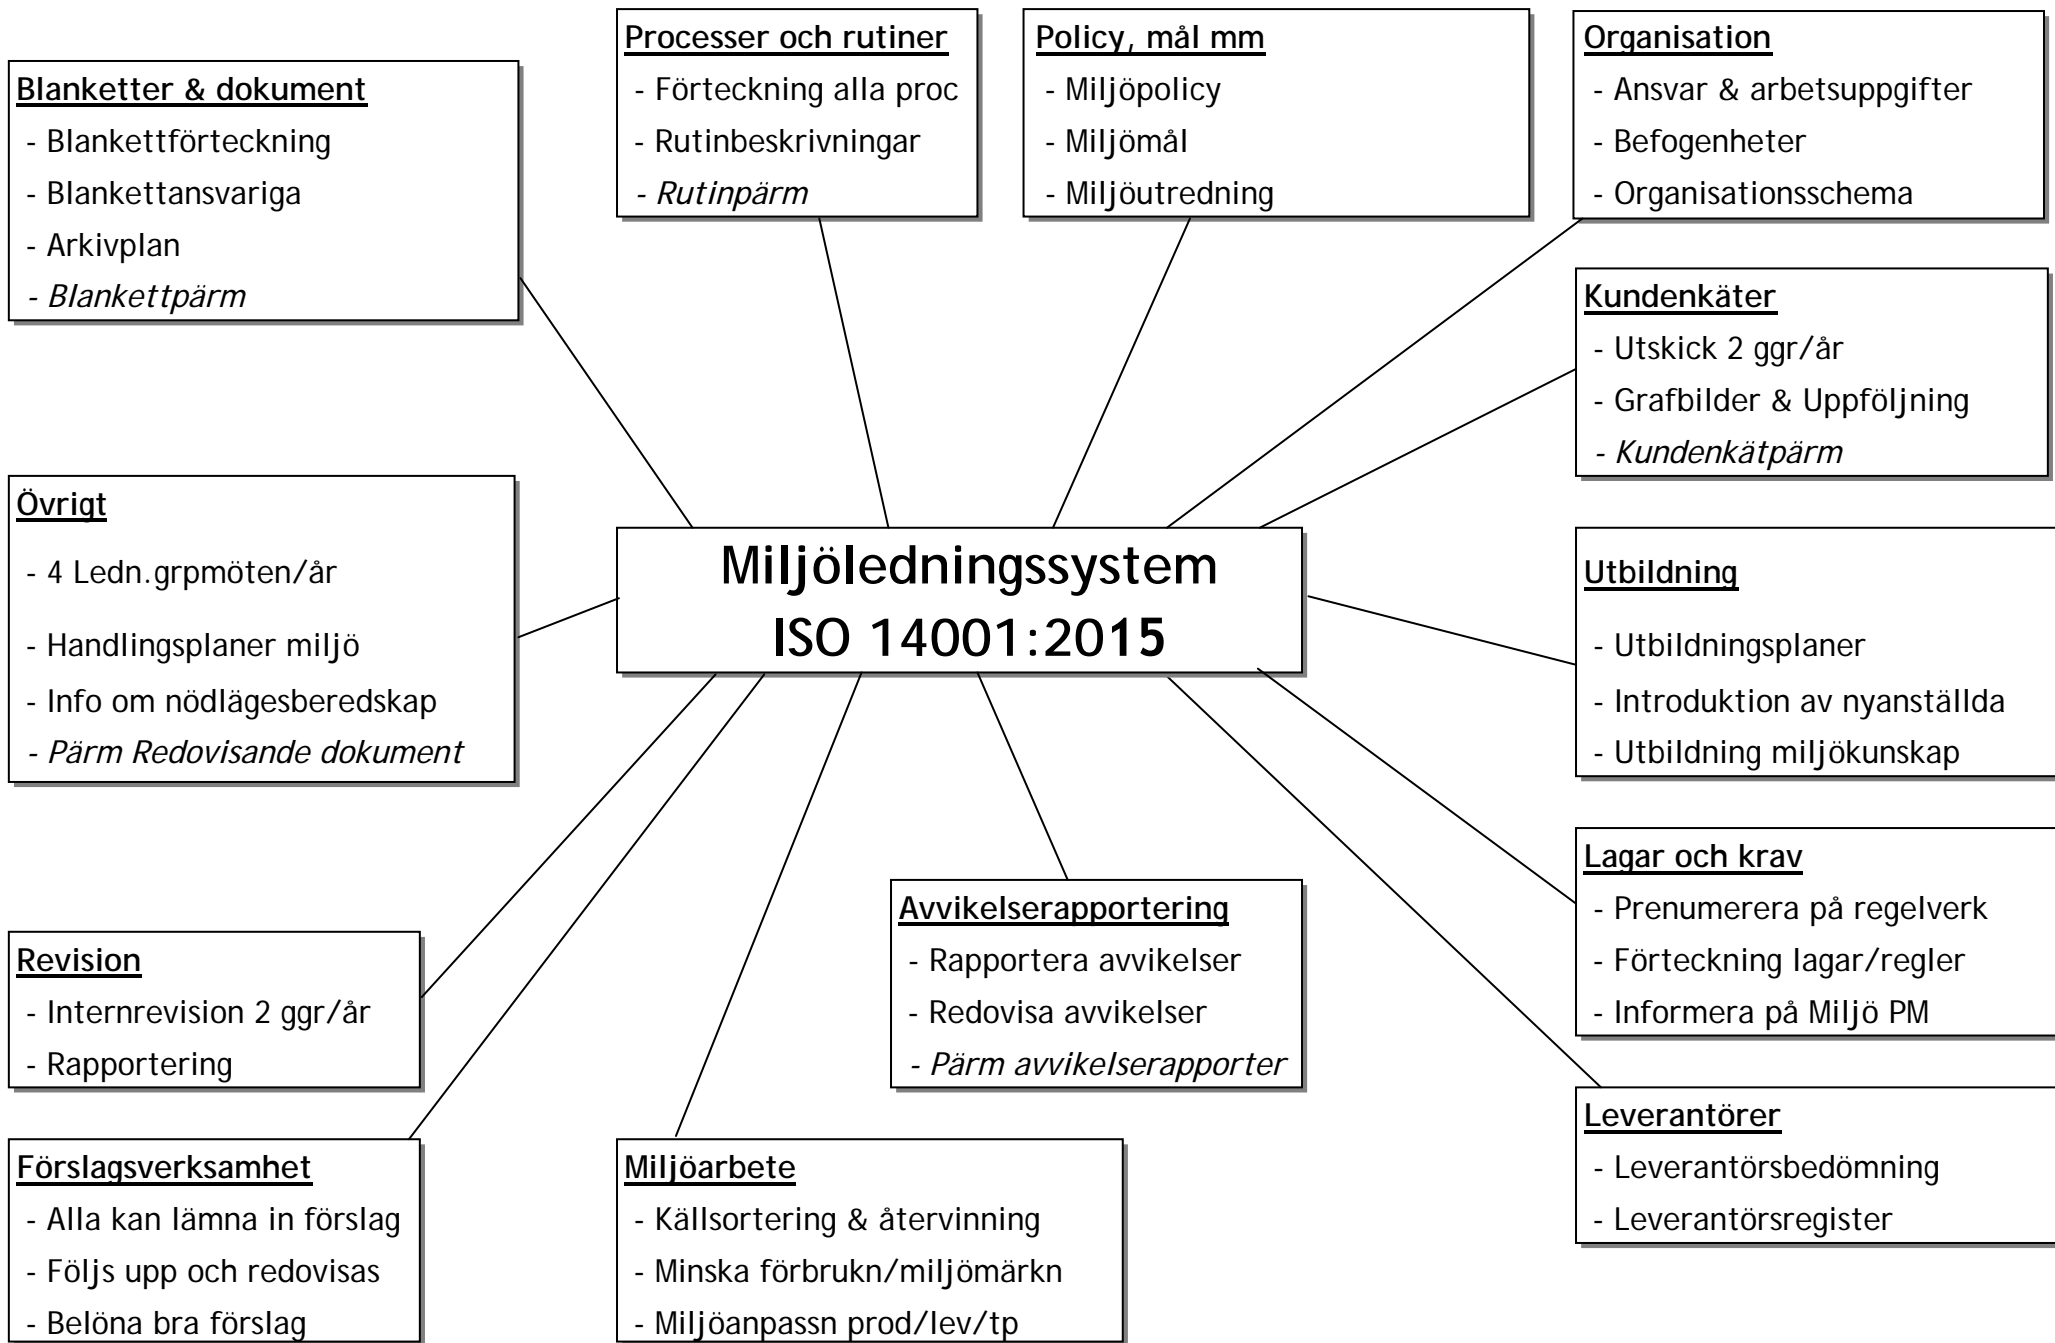 Blanketter & dokument
- Blankettförteckning
- Blankettansvariga
- Arkivplan
- Blankettpärm
Processer och rutiner
- Förteckning alla proc
- Rutinbeskrivningar
- Rutinpärm
Policy, mål mm
- Miljöpolicy
- Miljömål
- Miljöutredning
Organisation
- Ansvar & arbetsuppgifter
- Befogenheter
- Organisationsschema
Kundenkäter
- Utskick 2 ggr/år
- Grafbilder & Uppföljning
- Kundenkätpärm
Övrigt
- 4 Ledn.grpmöten/år
- Handlingsplaner miljö
- Info om nödlägesberedskap
- Pärm Redovisande dokument
Miljöledningssystem
ISO 14001:2015
Utbildning
- Utbildningsplaner
- Introduktion av nyanställda
- Utbildning miljökunskap
Lagar och krav
- Prenumerera på regelverk
- Förteckning lagar/regler
- Informera på Miljö PM
Avvikelserapportering
- Rapportera avvikelser
- Redovisa avvikelser
- Pärm avvikelserapporter
Revision
- Internrevision 2 ggr/år
- Rapportering
Leverantörer
- Leverantörsbedömning
- Leverantörsregister
Förslagsverksamhet
- Alla kan lämna in förslag
- Följs upp och redovisas
- Belöna bra förslag
Miljöarbete
- Källsortering & återvinning
- Minska förbrukn/miljömärkn
- Miljöanpassn prod/lev/tp